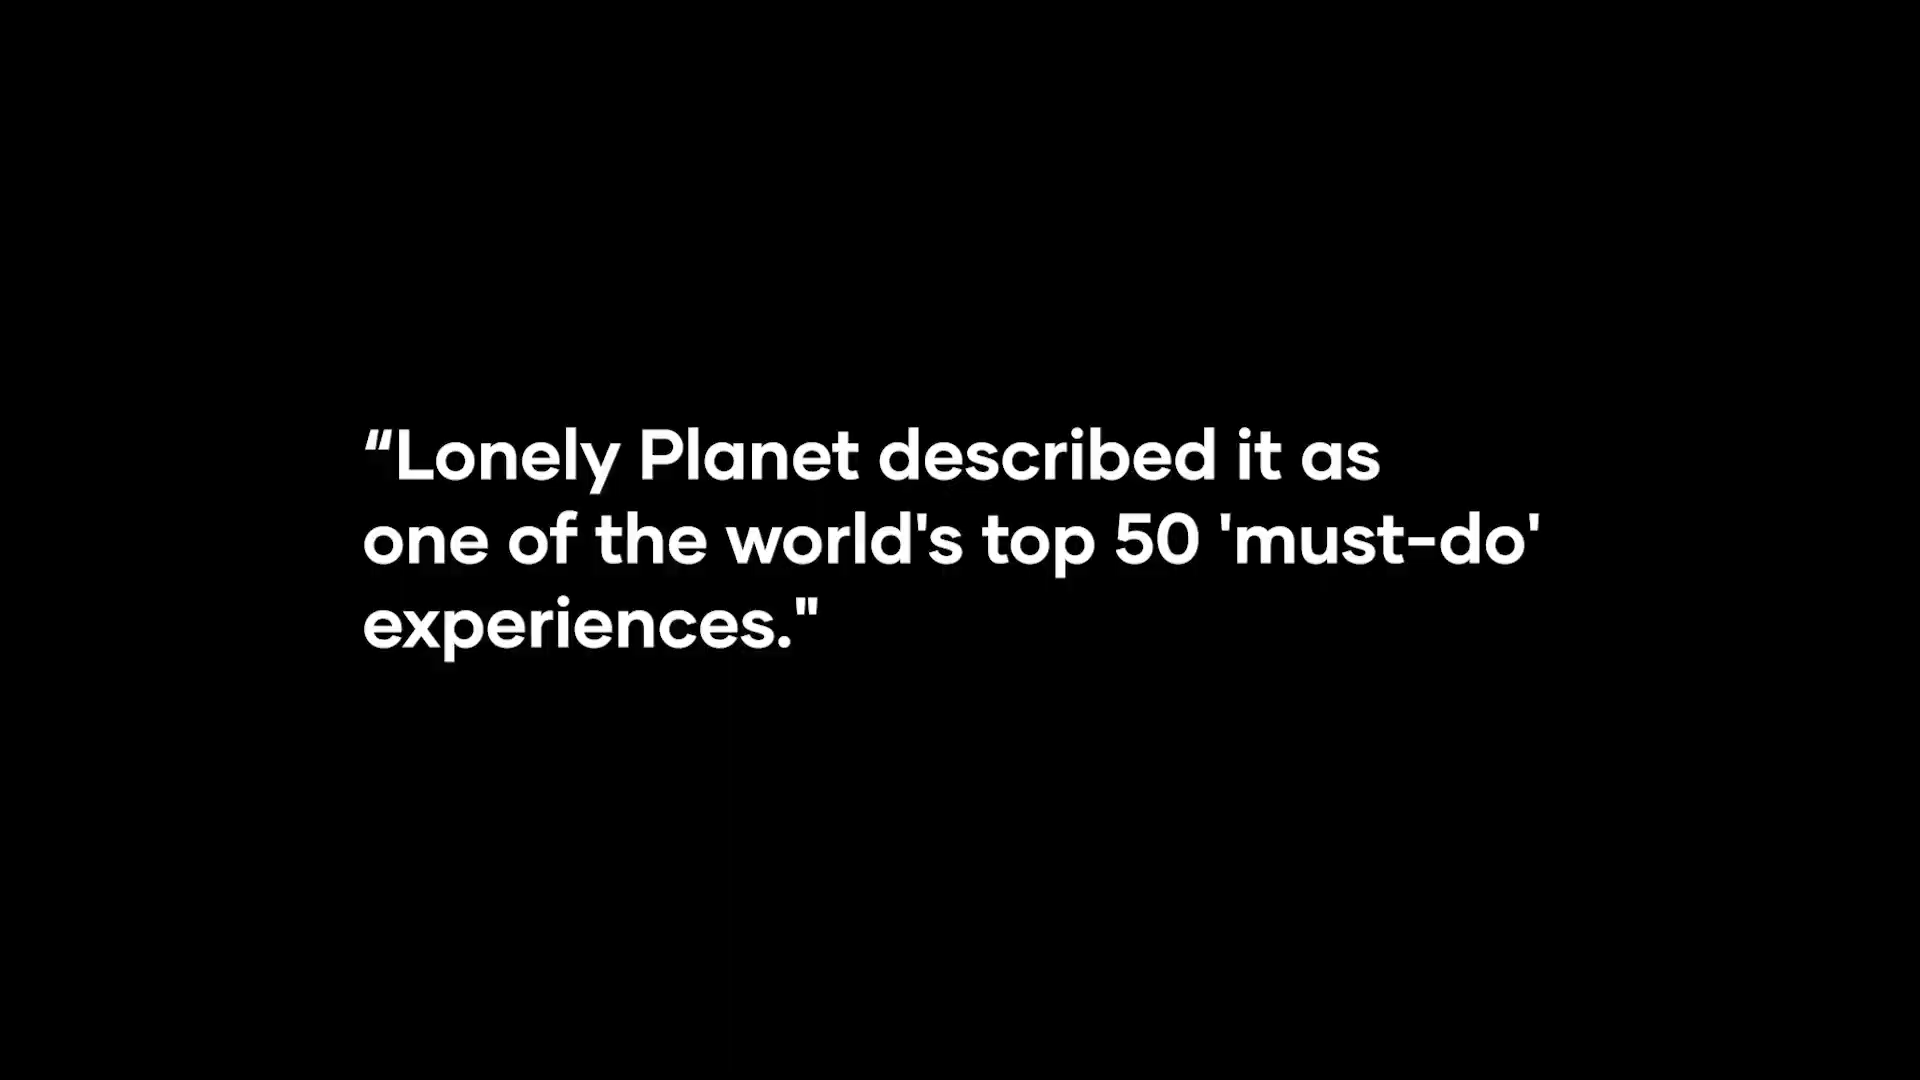 “Lonely Planet described it as
one of the world's top 50 'must-do'
experiences."